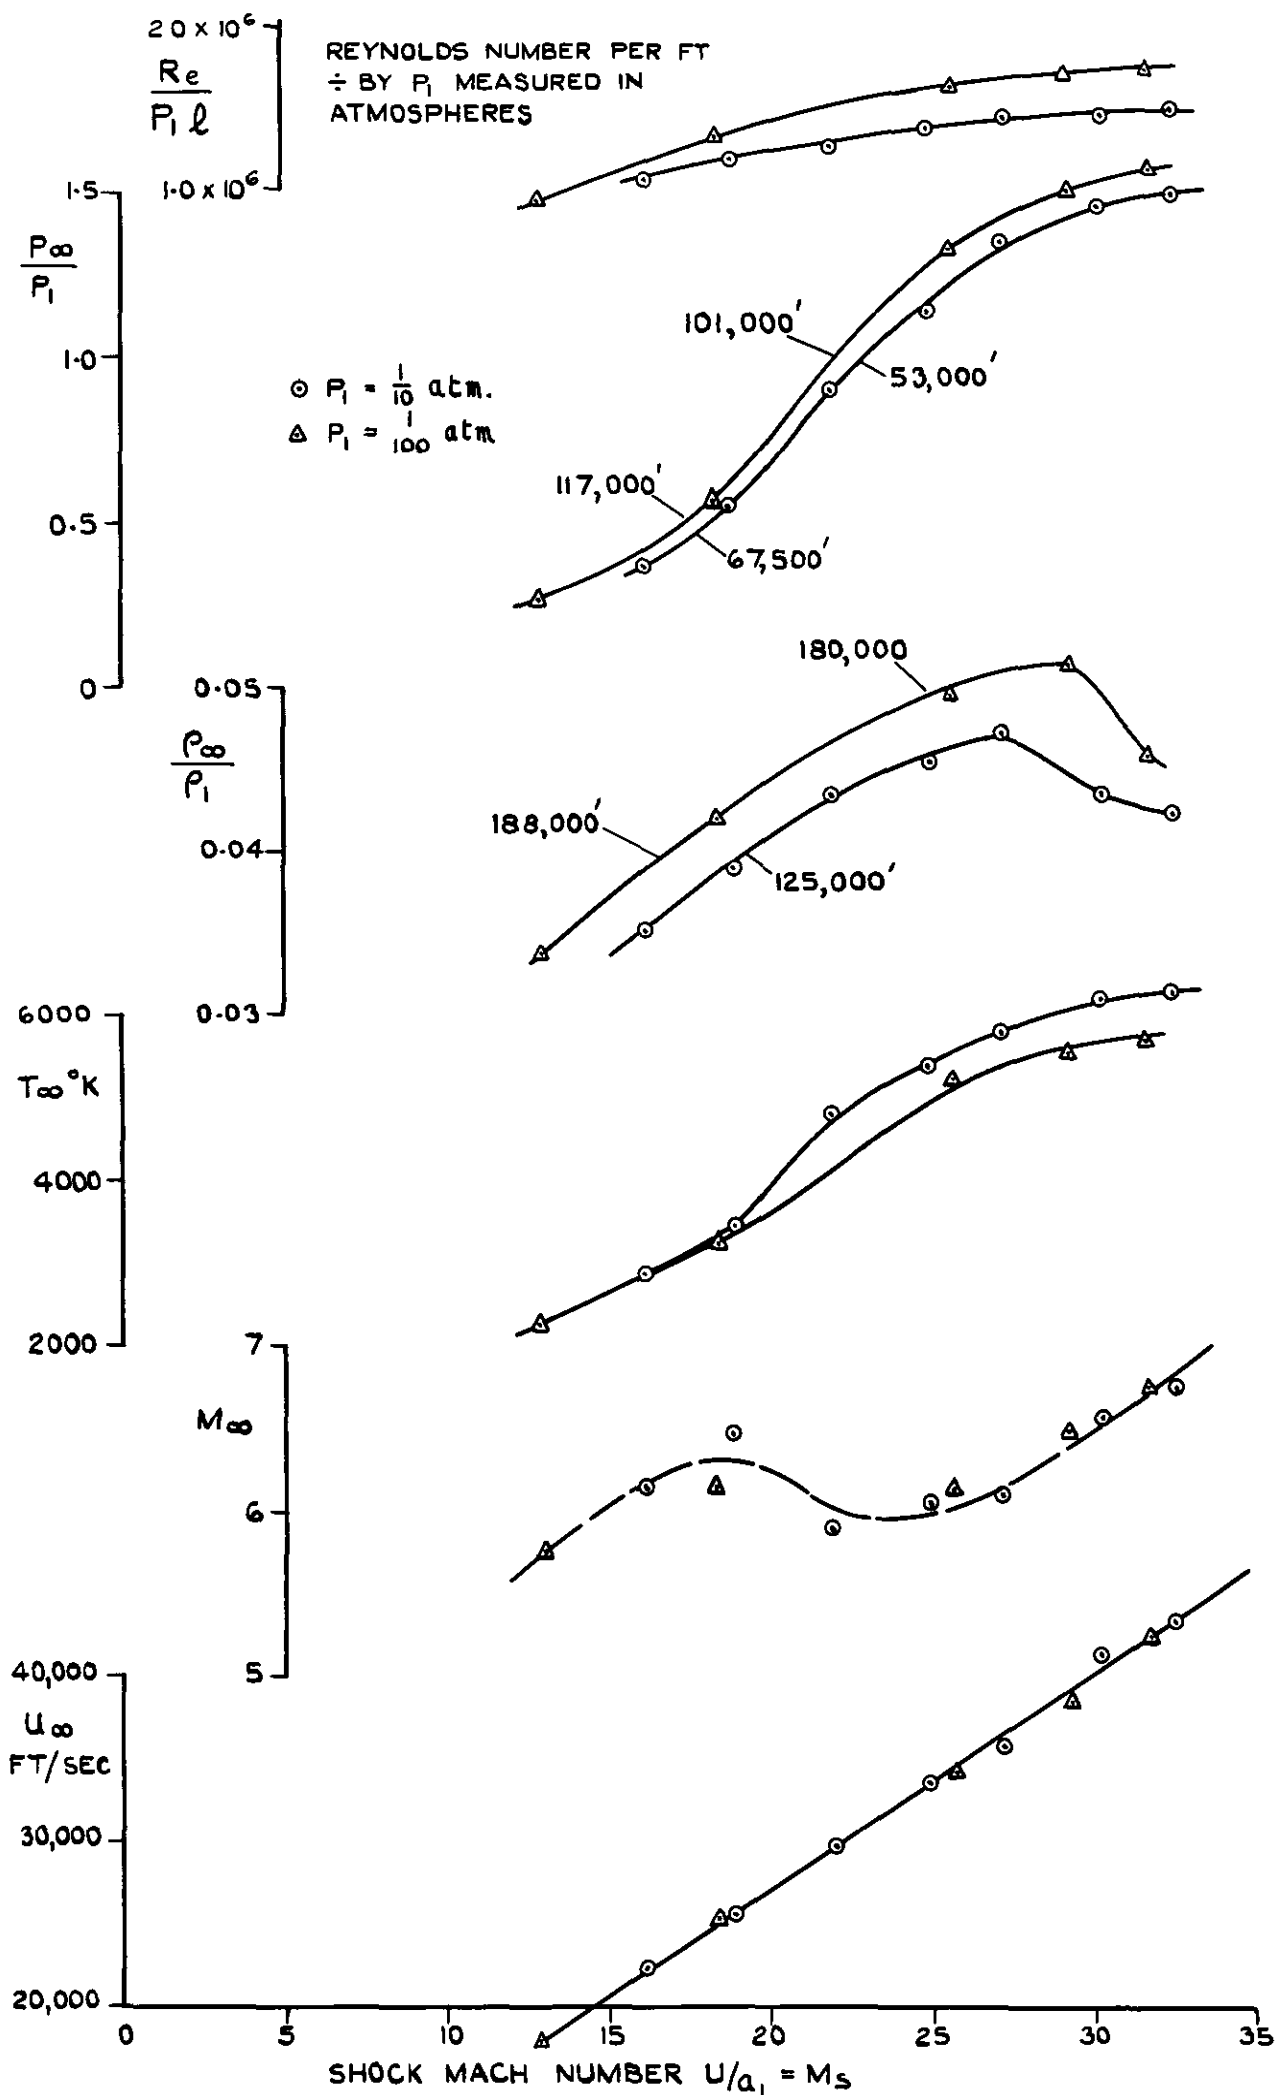 2·0 × 10⁶
Re / P₁ ℓ
1·0 × 10⁶
REYNOLDS NUMBER PER FT
÷ BY P₁ MEASURED IN
ATMOSPHERES
1·5
P∞ / P₁
1·0
0·5
0
⊙ P₁ = 1/10 atm.
△ P₁ = 1/100 atm
101,000'
53,000'
117,000'
67,500'
0·05
ρ∞ / ρ₁
0·04
0·03
180,000
188,000'
125,000'
6000
T∞ °K
4000
2000
7
M∞
6
5
40,000
u∞
FT/SEC
30,000
20,000
0 5 10 15 20 25 30 35
SHOCK MACH NUMBER U/a₁ = Ms